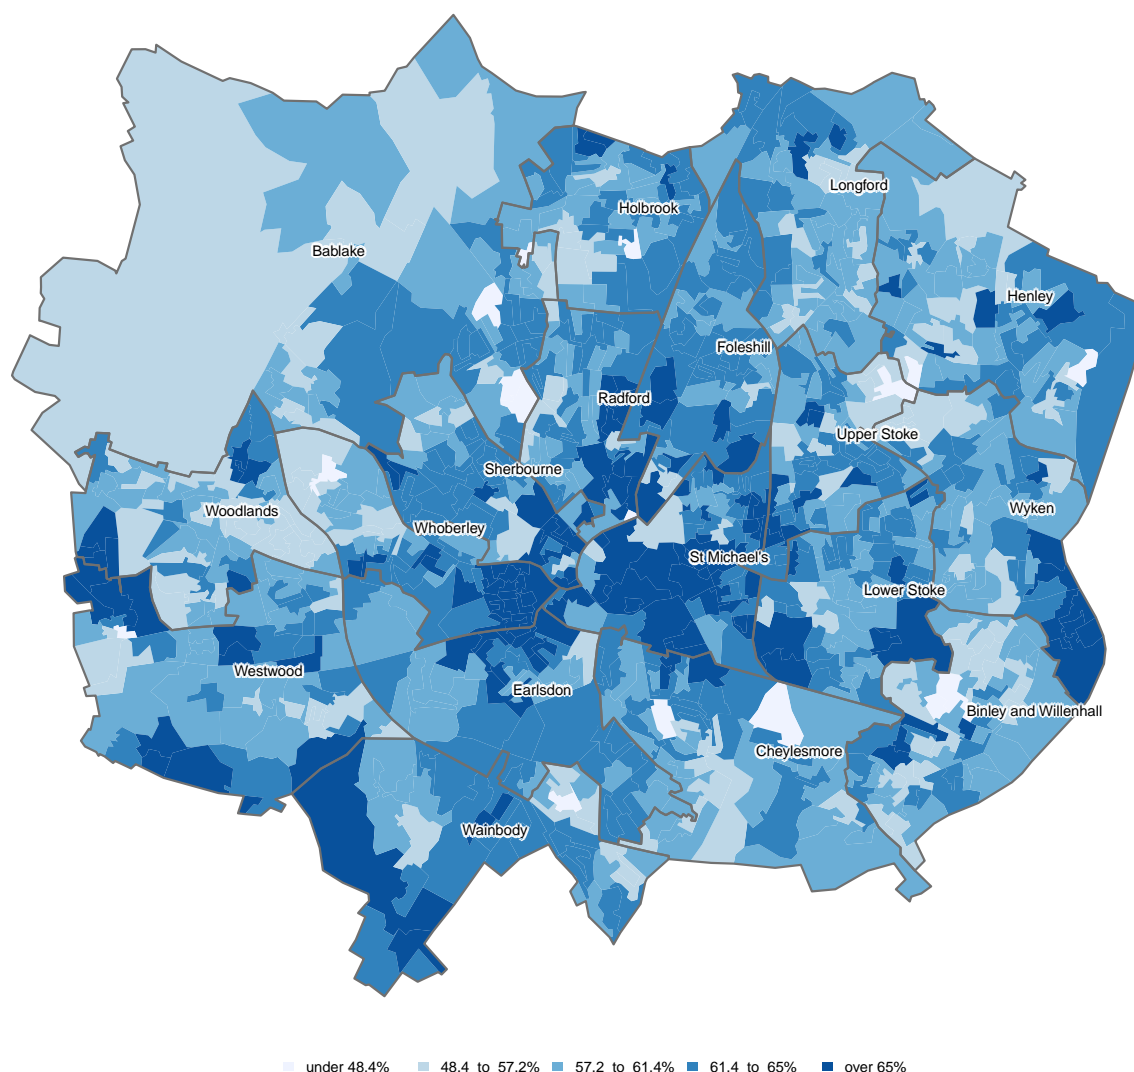 Longford
Holbrook
Bablake
Henley
Foleshill
Radford
Upper Stoke
Sherbourne
Woodlands
Wyken
Whoberley
St Michael's
Lower Stoke
Westwood
Earlsdon
Binley and Willenhall
Cheylesmore
Wainbody
under 48.4% 48.4 to 57.2% 57.2 to 61.4% 61.4 to 65% over 65%